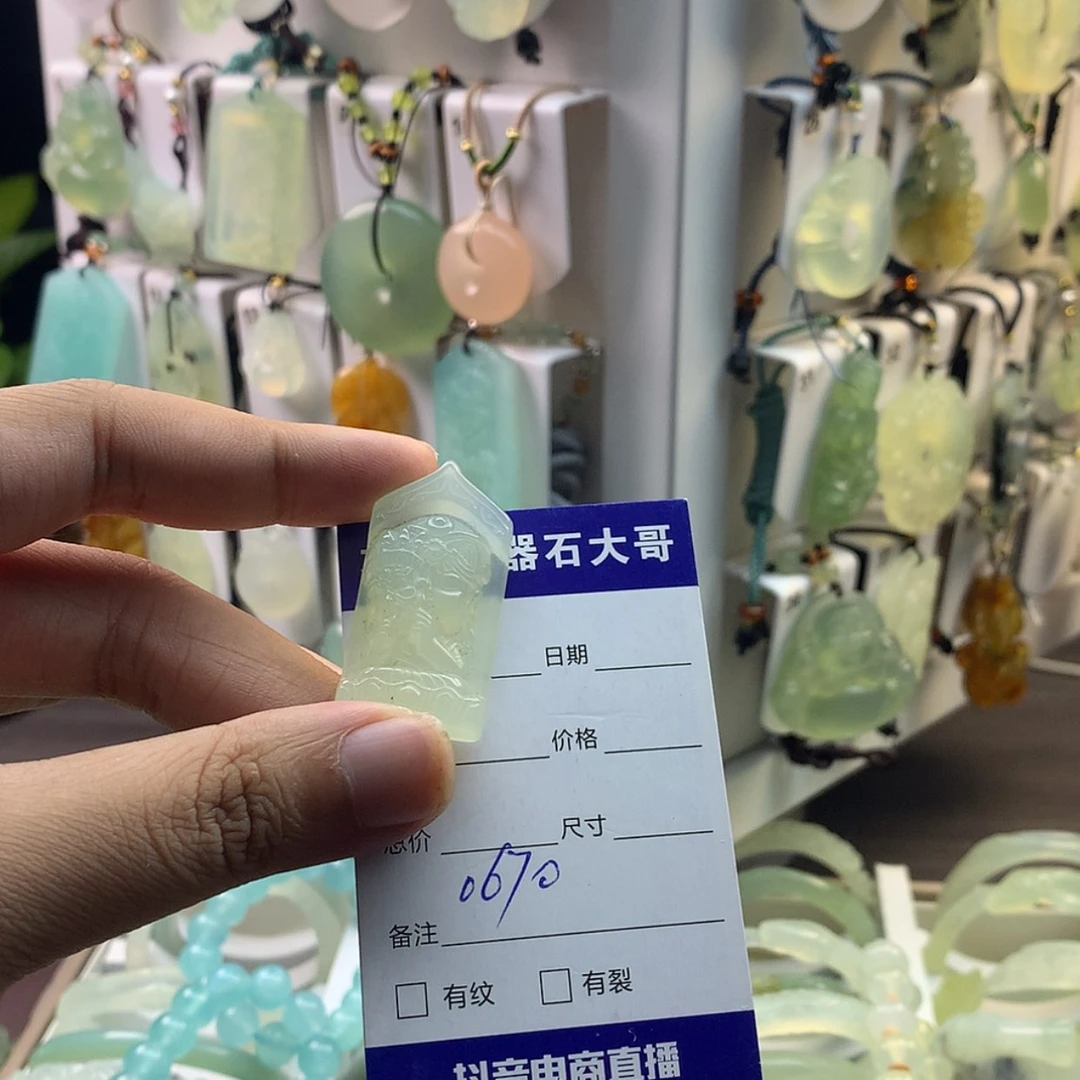 器石大哥
日期
价格
总价 尺寸
0670
备注
有纹 有裂
抖音电商直播